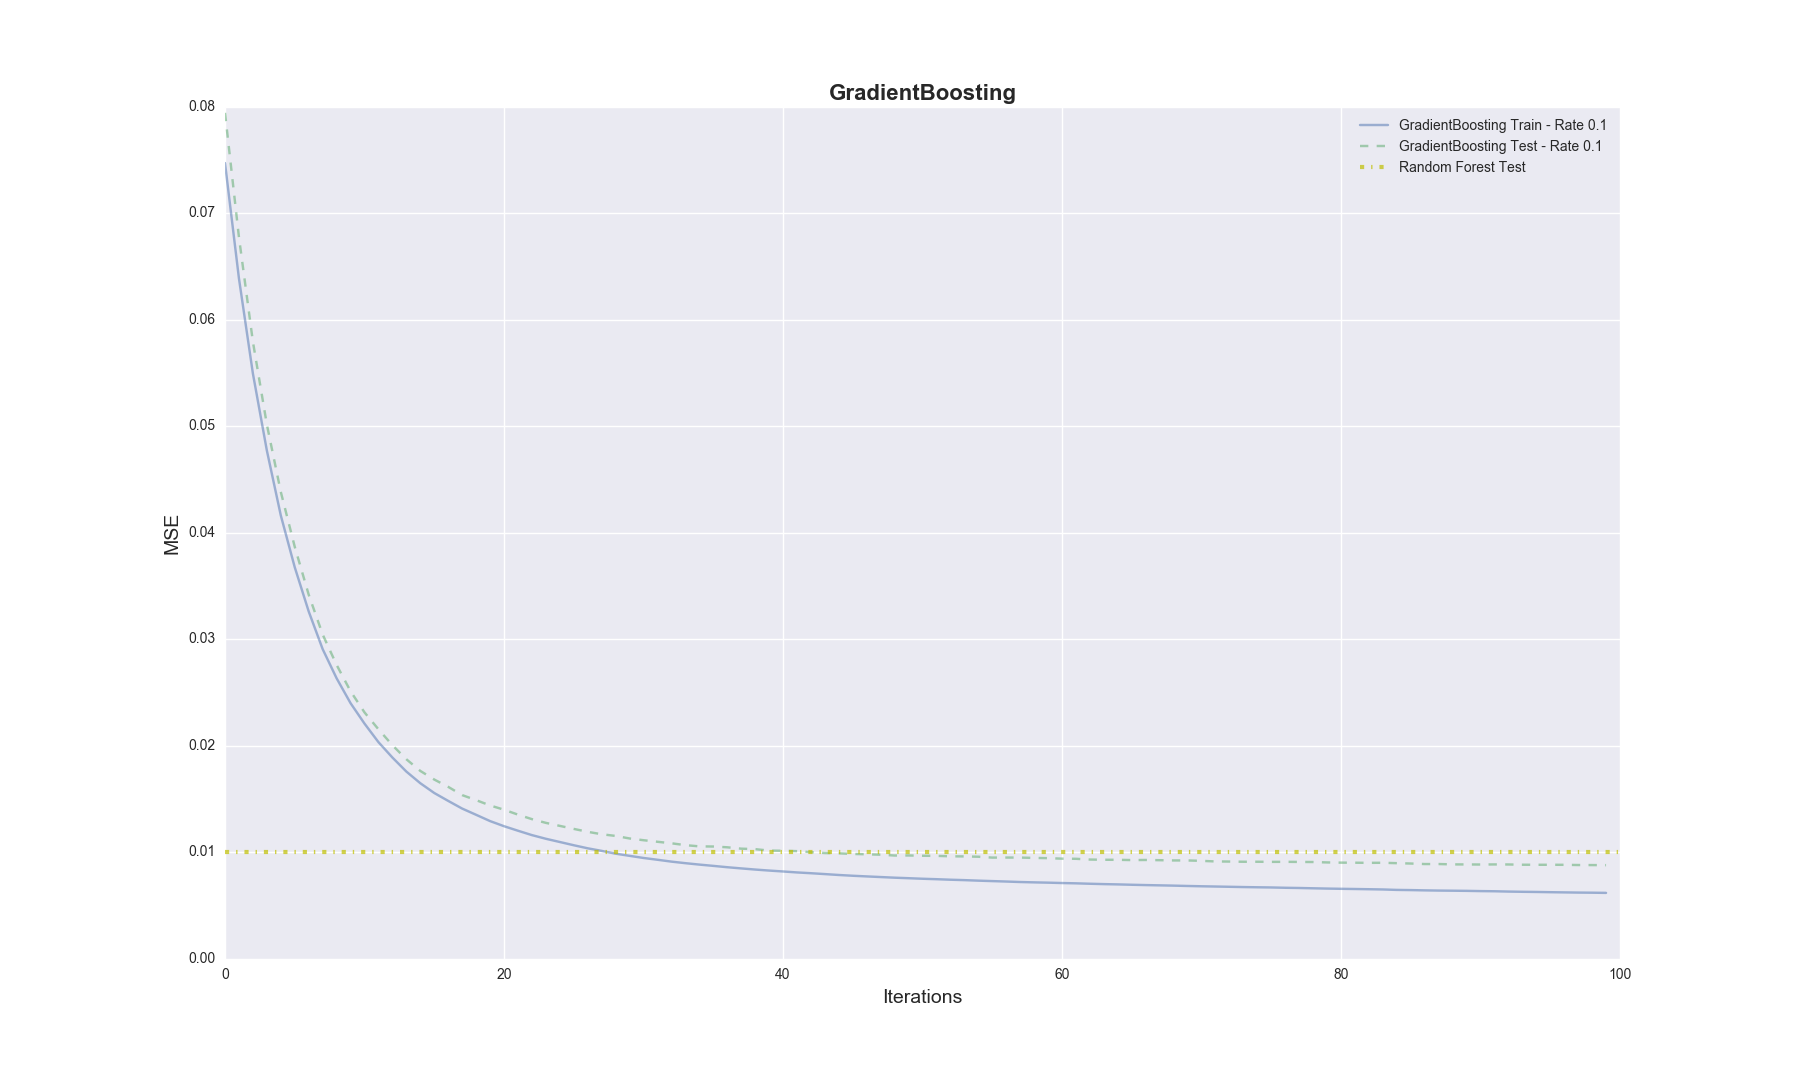 GradientBoosting
GradientBoosting Train - Rate 0.1
GradientBoosting Test - Rate 0.1
Random Forest Test
0.08
0.07
0.06
0.05
0.04
0.03
0.02
0.01
0.00
MSE
0 20 40 60 80 100
Iterations